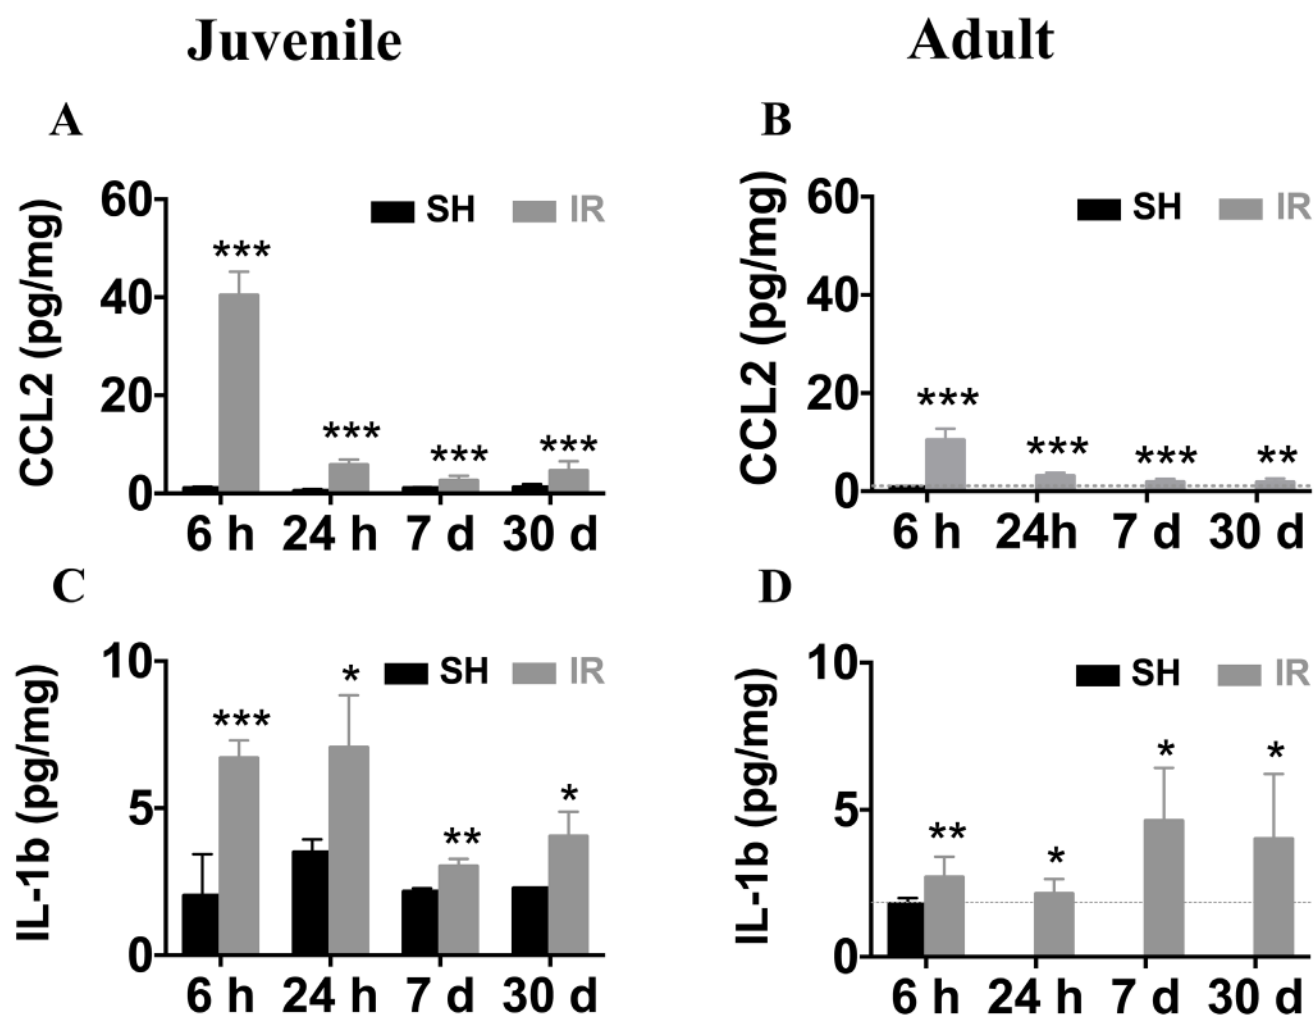 Juvenile
Adult
A
CCL2 (pg/mg)
60
40
20
0
SH IR
***
***
***
***
6 h 24 h 7 d 30 d
B
CCL2 (pg/mg)
60
40
20
0
SH IR
***
***
***
**
6 h 24h 7 d 30 d
C
IL-1b (pg/mg)
10
5
0
SH IR
***
*
**
*
6 h 24 h 7 d 30 d
D
IL-1b (pg/mg)
10
5
0
SH IR
**
*
*
*
6 h 24 h 7 d 30 d